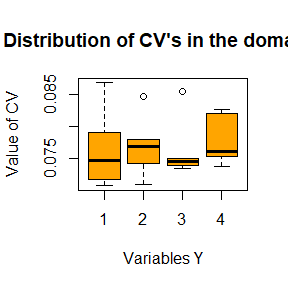 Distribution of CV's in the doma
0.085
0.075
Value of CV
1 2 3 4
Variables Y